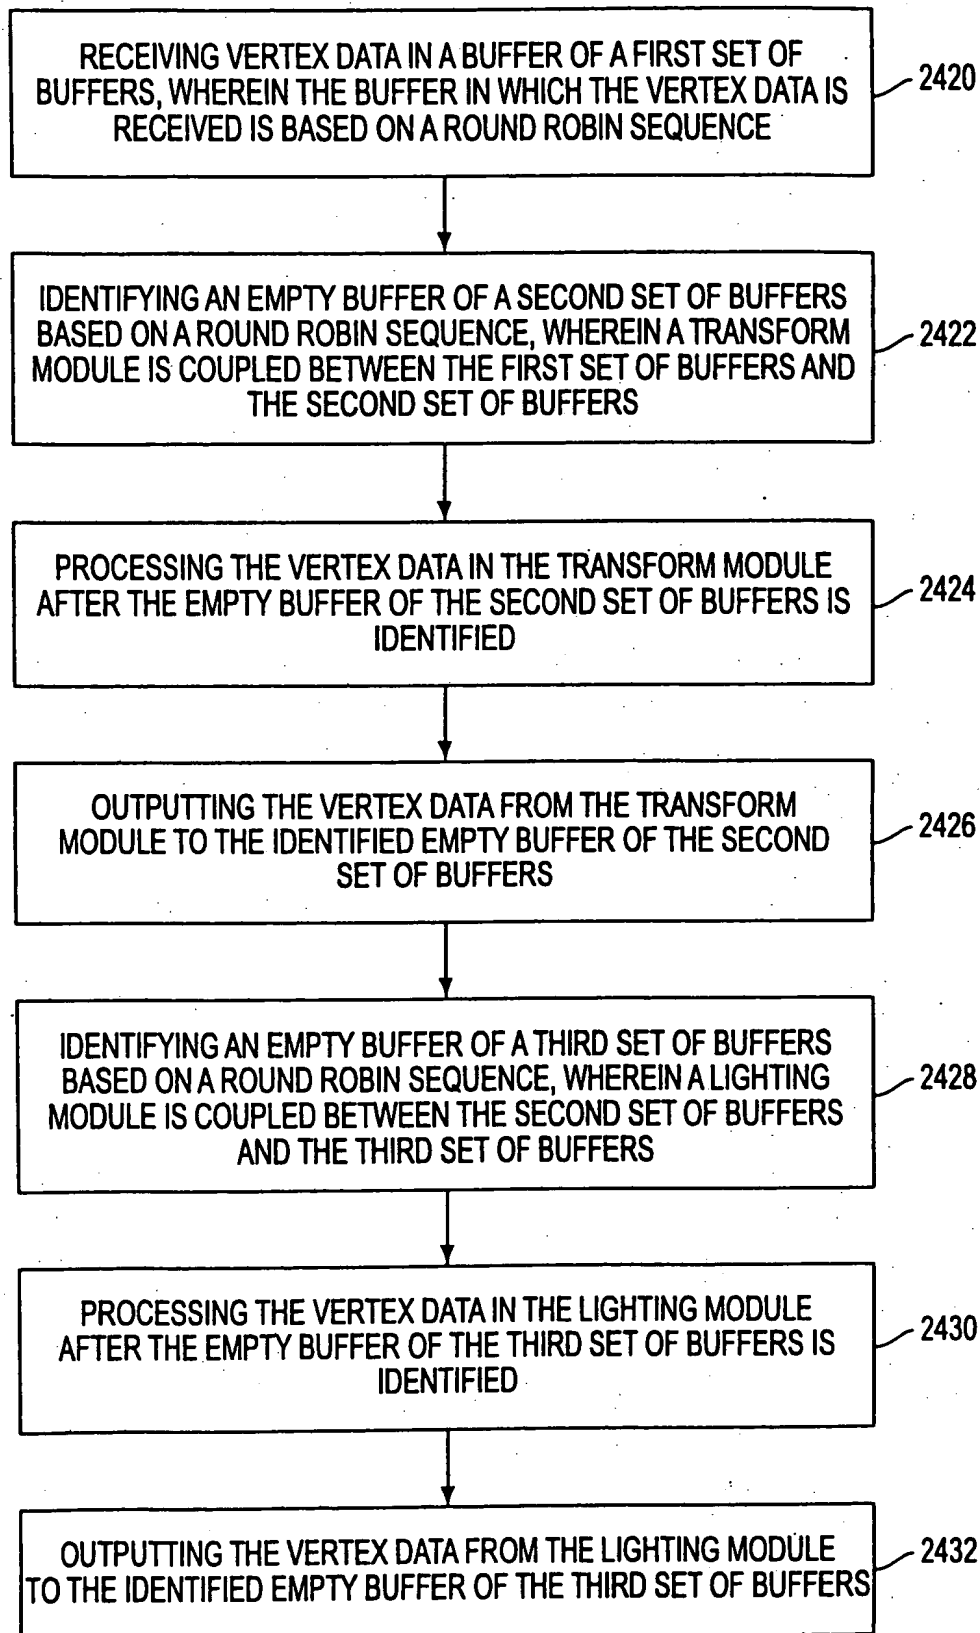 RECEIVING VERTEX DATA IN A BUFFER OF A FIRST SET OF
BUFFERS, WHEREIN THE BUFFER IN WHICH THE VERTEX DATA IS
RECEIVED IS BASED ON A ROUND ROBIN SEQUENCE
2420
IDENTIFYING AN EMPTY BUFFER OF A SECOND SET OF BUFFERS
BASED ON A ROUND ROBIN SEQUENCE, WHEREIN A TRANSFORM
MODULE IS COUPLED BETWEEN THE FIRST SET OF BUFFERS AND
THE SECOND SET OF BUFFERS
2422
PROCESSING THE VERTEX DATA IN THE TRANSFORM MODULE
AFTER THE EMPTY BUFFER OF THE SECOND SET OF BUFFERS IS
IDENTIFIED
2424
OUTPUTTING THE VERTEX DATA FROM THE TRANSFORM
MODULE TO THE IDENTIFIED EMPTY BUFFER OF THE SECOND
SET OF BUFFERS
2426
IDENTIFYING AN EMPTY BUFFER OF A THIRD SET OF BUFFERS
BASED ON A ROUND ROBIN SEQUENCE, WHEREIN A LIGHTING
MODULE IS COUPLED BETWEEN THE SECOND SET OF BUFFERS
AND THE THIRD SET OF BUFFERS
2428
PROCESSING THE VERTEX DATA IN THE LIGHTING MODULE
AFTER THE EMPTY BUFFER OF THE THIRD SET OF BUFFERS IS
IDENTIFIED
2430
OUTPUTTING THE VERTEX DATA FROM THE LIGHTING MODULE
TO THE IDENTIFIED EMPTY BUFFER OF THE THIRD SET OF BUFFERS
2432